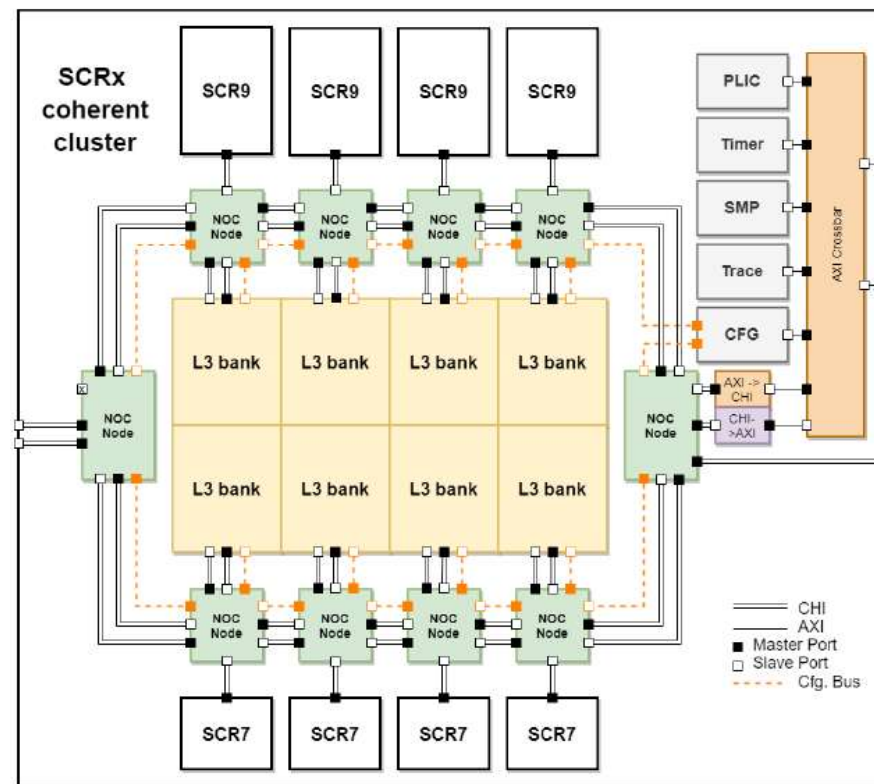 SCRx
coherent
cluster
SCR9
SCR9
SCR9
SCR9
PLIC
Timer
SMP
Trace
CFG
AXI Crossbar
NOC
Node
NOC
Node
NOC
Node
NOC
Node
L3 bank
L3 bank
L3 bank
L3 bank
AXI ->
CHI
CHI-
>AXI
X
NOC
Node
NOC
Node
L3 bank
L3 bank
L3 bank
L3 bank
NOC
Node
NOC
Node
NOC
Node
NOC
Node
SCR7
SCR7
SCR7
SCR7
CHI
AXI
Master Port
Slave Port
Cfg. Bus